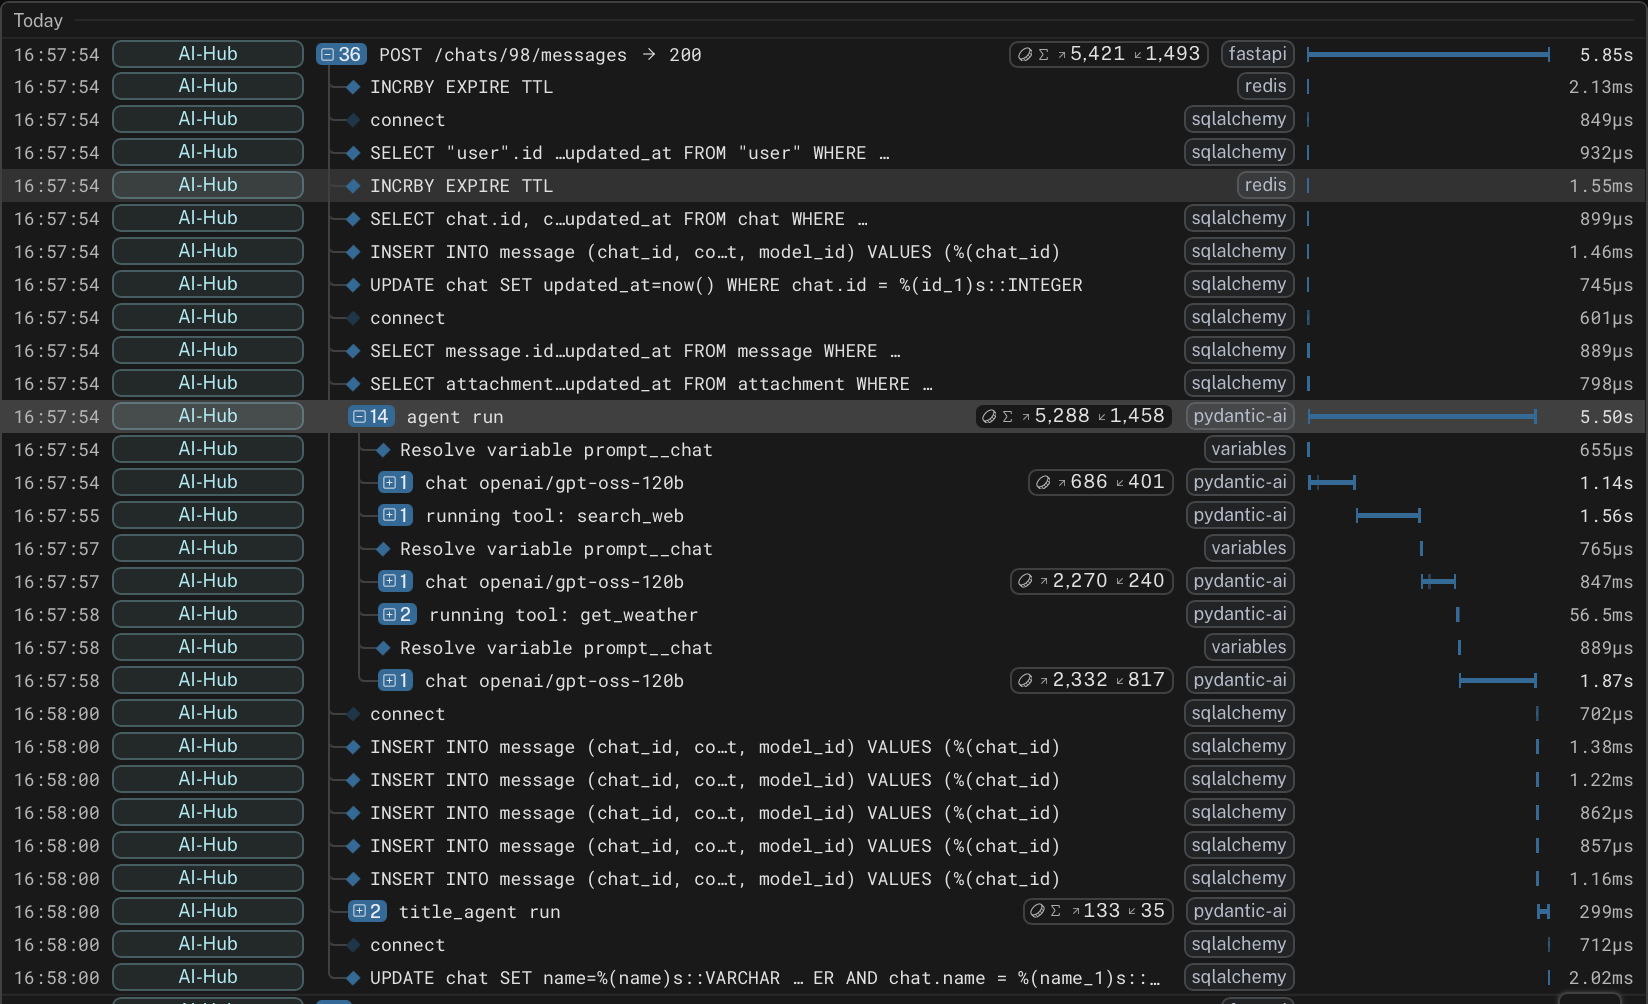 Today
16:57:54 AI-Hub 36 POST /chats/98/messages → 200 Σ ↗5,421 ↙1,493 fastapi 5.85s
16:57:54 AI-Hub INCRBY EXPIRE TTL redis 2.13ms
16:57:54 AI-Hub connect sqlalchemy 849µs
16:57:54 AI-Hub SELECT "user".id …updated_at FROM "user" WHERE … sqlalchemy 932µs
16:57:54 AI-Hub INCRBY EXPIRE TTL redis 1.55ms
16:57:54 AI-Hub SELECT chat.id, c…updated_at FROM chat WHERE … sqlalchemy 899µs
16:57:54 AI-Hub INSERT INTO message (chat_id, co…t, model_id) VALUES (%(chat_id) sqlalchemy 1.46ms
16:57:54 AI-Hub UPDATE chat SET updated_at=now() WHERE chat.id = %(id_1)s::INTEGER sqlalchemy 745µs
16:57:54 AI-Hub connect sqlalchemy 601µs
16:57:54 AI-Hub SELECT message.id…updated_at FROM message WHERE … sqlalchemy 889µs
16:57:54 AI-Hub SELECT attachment…updated_at FROM attachment WHERE … sqlalchemy 798µs
16:57:54 AI-Hub 14 agent run Σ ↗5,288 ↙1,458 pydantic-ai 5.50s
16:57:54 AI-Hub Resolve variable prompt__chat variables 655µs
16:57:54 AI-Hub 1 chat openai/gpt-oss-120b ↗686 ↙401 pydantic-ai 1.14s
16:57:55 AI-Hub 1 running tool: search_web pydantic-ai 1.56s
16:57:57 AI-Hub Resolve variable prompt__chat variables 765µs
16:57:57 AI-Hub 1 chat openai/gpt-oss-120b ↗2,270 ↙240 pydantic-ai 847ms
16:57:58 AI-Hub 2 running tool: get_weather pydantic-ai 56.5ms
16:57:58 AI-Hub Resolve variable prompt__chat variables 889µs
16:57:58 AI-Hub 1 chat openai/gpt-oss-120b ↗2,332 ↙817 pydantic-ai 1.87s
16:58:00 AI-Hub connect sqlalchemy 702µs
16:58:00 AI-Hub INSERT INTO message (chat_id, co…t, model_id) VALUES (%(chat_id) sqlalchemy 1.38ms
16:58:00 AI-Hub INSERT INTO message (chat_id, co…t, model_id) VALUES (%(chat_id) sqlalchemy 1.22ms
16:58:00 AI-Hub INSERT INTO message (chat_id, co…t, model_id) VALUES (%(chat_id) sqlalchemy 862µs
16:58:00 AI-Hub INSERT INTO message (chat_id, co…t, model_id) VALUES (%(chat_id) sqlalchemy 857µs
16:58:00 AI-Hub INSERT INTO message (chat_id, co…t, model_id) VALUES (%(chat_id) sqlalchemy 1.16ms
16:58:00 AI-Hub 2 title_agent run Σ ↗133 ↙35 pydantic-ai 299ms
16:58:00 AI-Hub connect sqlalchemy 712µs
16:58:00 AI-Hub UPDATE chat SET name=%(name)s::VARCHAR … ER AND chat.name = %(name_1)s::… sqlalchemy 2.02ms